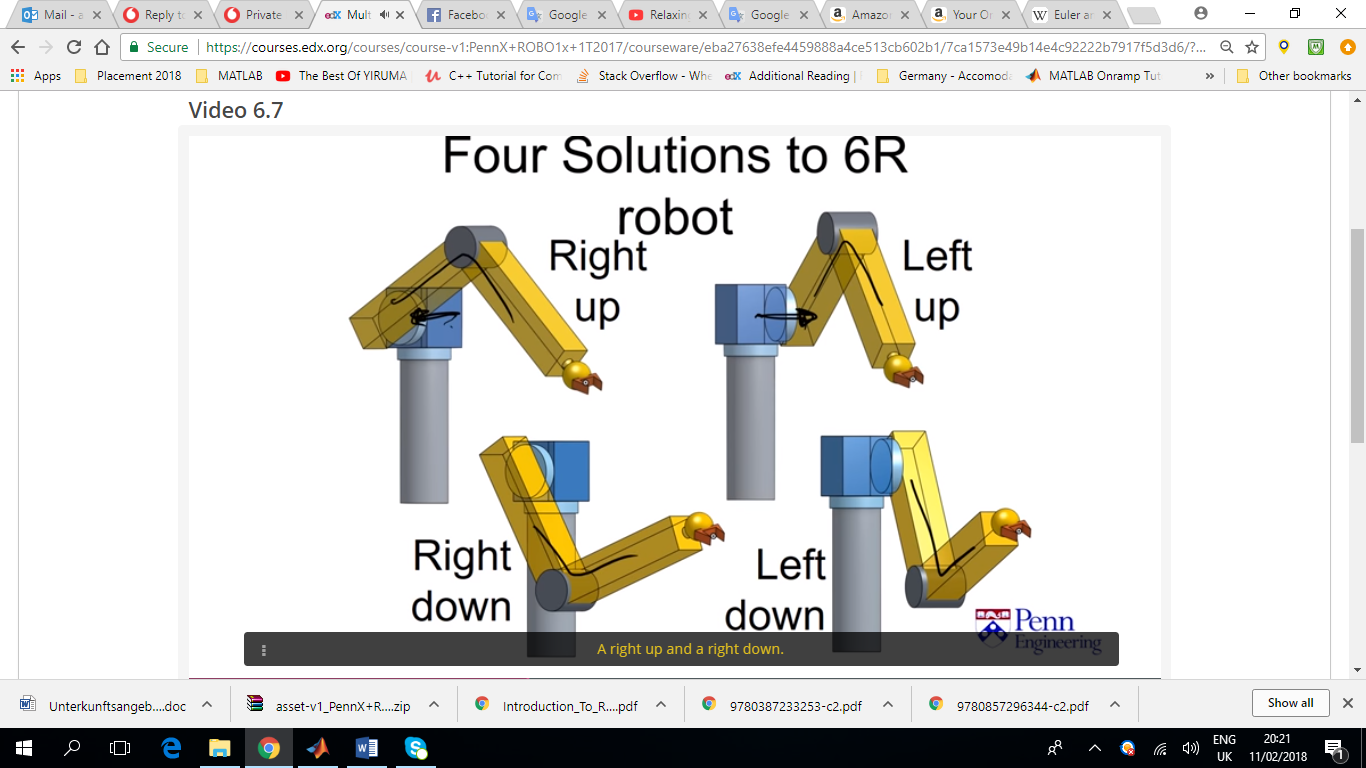 Mail - a
Reply to
Private
Mult
Facebo
Google
Relaxin
Google
Amazo
Your O
Euler a
Secure
https://courses.edx.org/courses/course-v1:PennX+ROBO1x+1T2017/courseware/eba27638efe4459886a4ce513cb602b1/7ca1573e49b14e4c92222b7917f5d3d6/?...
Apps
Placement 2018
MATLAB
The Best Of YIRUMA
C++ Tutorial for Com
Stack Overflow - Whe
Additional Reading |
Germany - Accomod
MATLAB Onramp Tut
»
Other bookmarks
Video 6.7
Four Solutions to 6R
robot
Right
up
Left
up
Right
down
Left
down
Penn
Engineering
A right up and a right down.
Unterkunftsangeb....doc
asset-v1_PennX+R....zip
Introduction_To_R....pdf
9780387233253-c2.pdf
9780857296344-c2.pdf
Show all
ENG
UK
20:21
11/02/2018
1